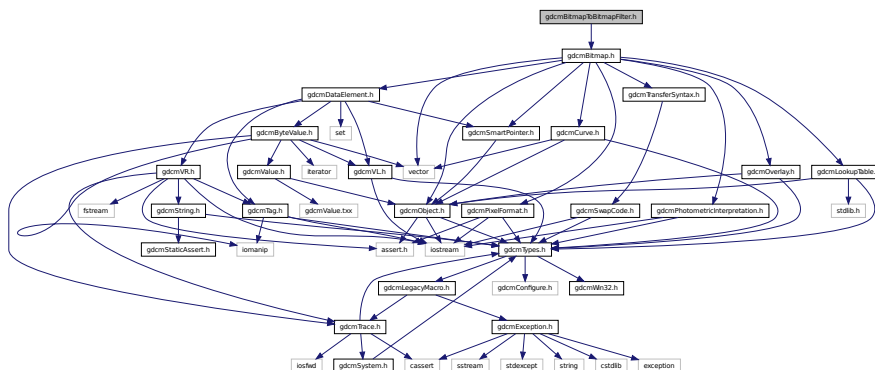 gdcmBitmapToBitmapFilter.h
gdcmBitmap.h
gdcmDataElement.h
gdcmTransferSyntax.h
gdcmByteValue.h
set
gdcmSmartPointer.h
gdcmCurve.h
gdcmVR.h
gdcmValue.h
iterator
gdcmVL.h
vector
gdcmOverlay.h
gdcmLookupTable.
fstream
gdcmString.h
gdcmTag.h
gdcmValue.txx
gdcmObject.h
gdcmPixelFormat.h
gdcmSwapCode.h
gdcmPhotometricInterpretation.h
stdlib.h
gdcmStaticAssert.h
iomanip
assert.h
iostream
gdcmTypes.h
gdcmLegacyMacro.h
gdcmConfigure.h
gdcmWin32.h
gdcmTrace.h
gdcmException.h
iosfwd
gdcmSystem.h
cassert
sstream
stdexcept
string
cstdlib
exception